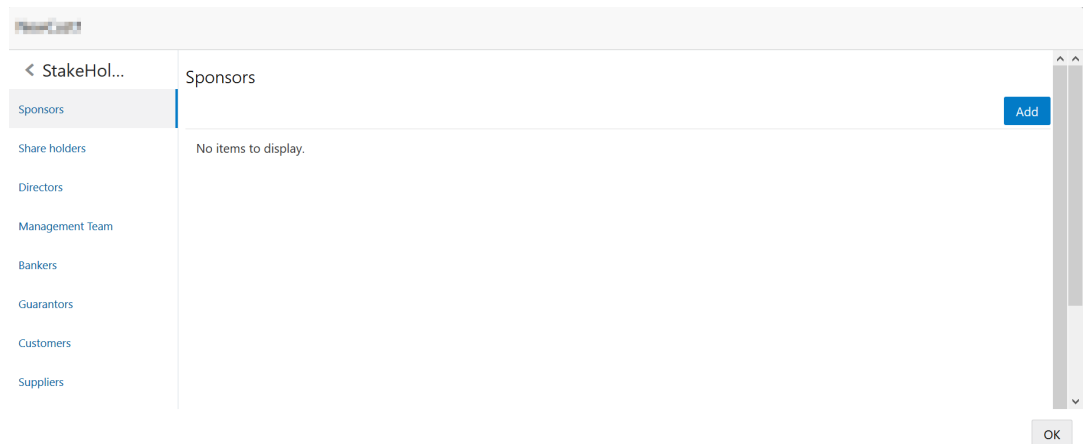 StakeHol...
Sponsors
Share holders
Directors
Management Team
Bankers
Guarantors
Customers
Suppliers
Sponsors
Add
No items to display.
OK